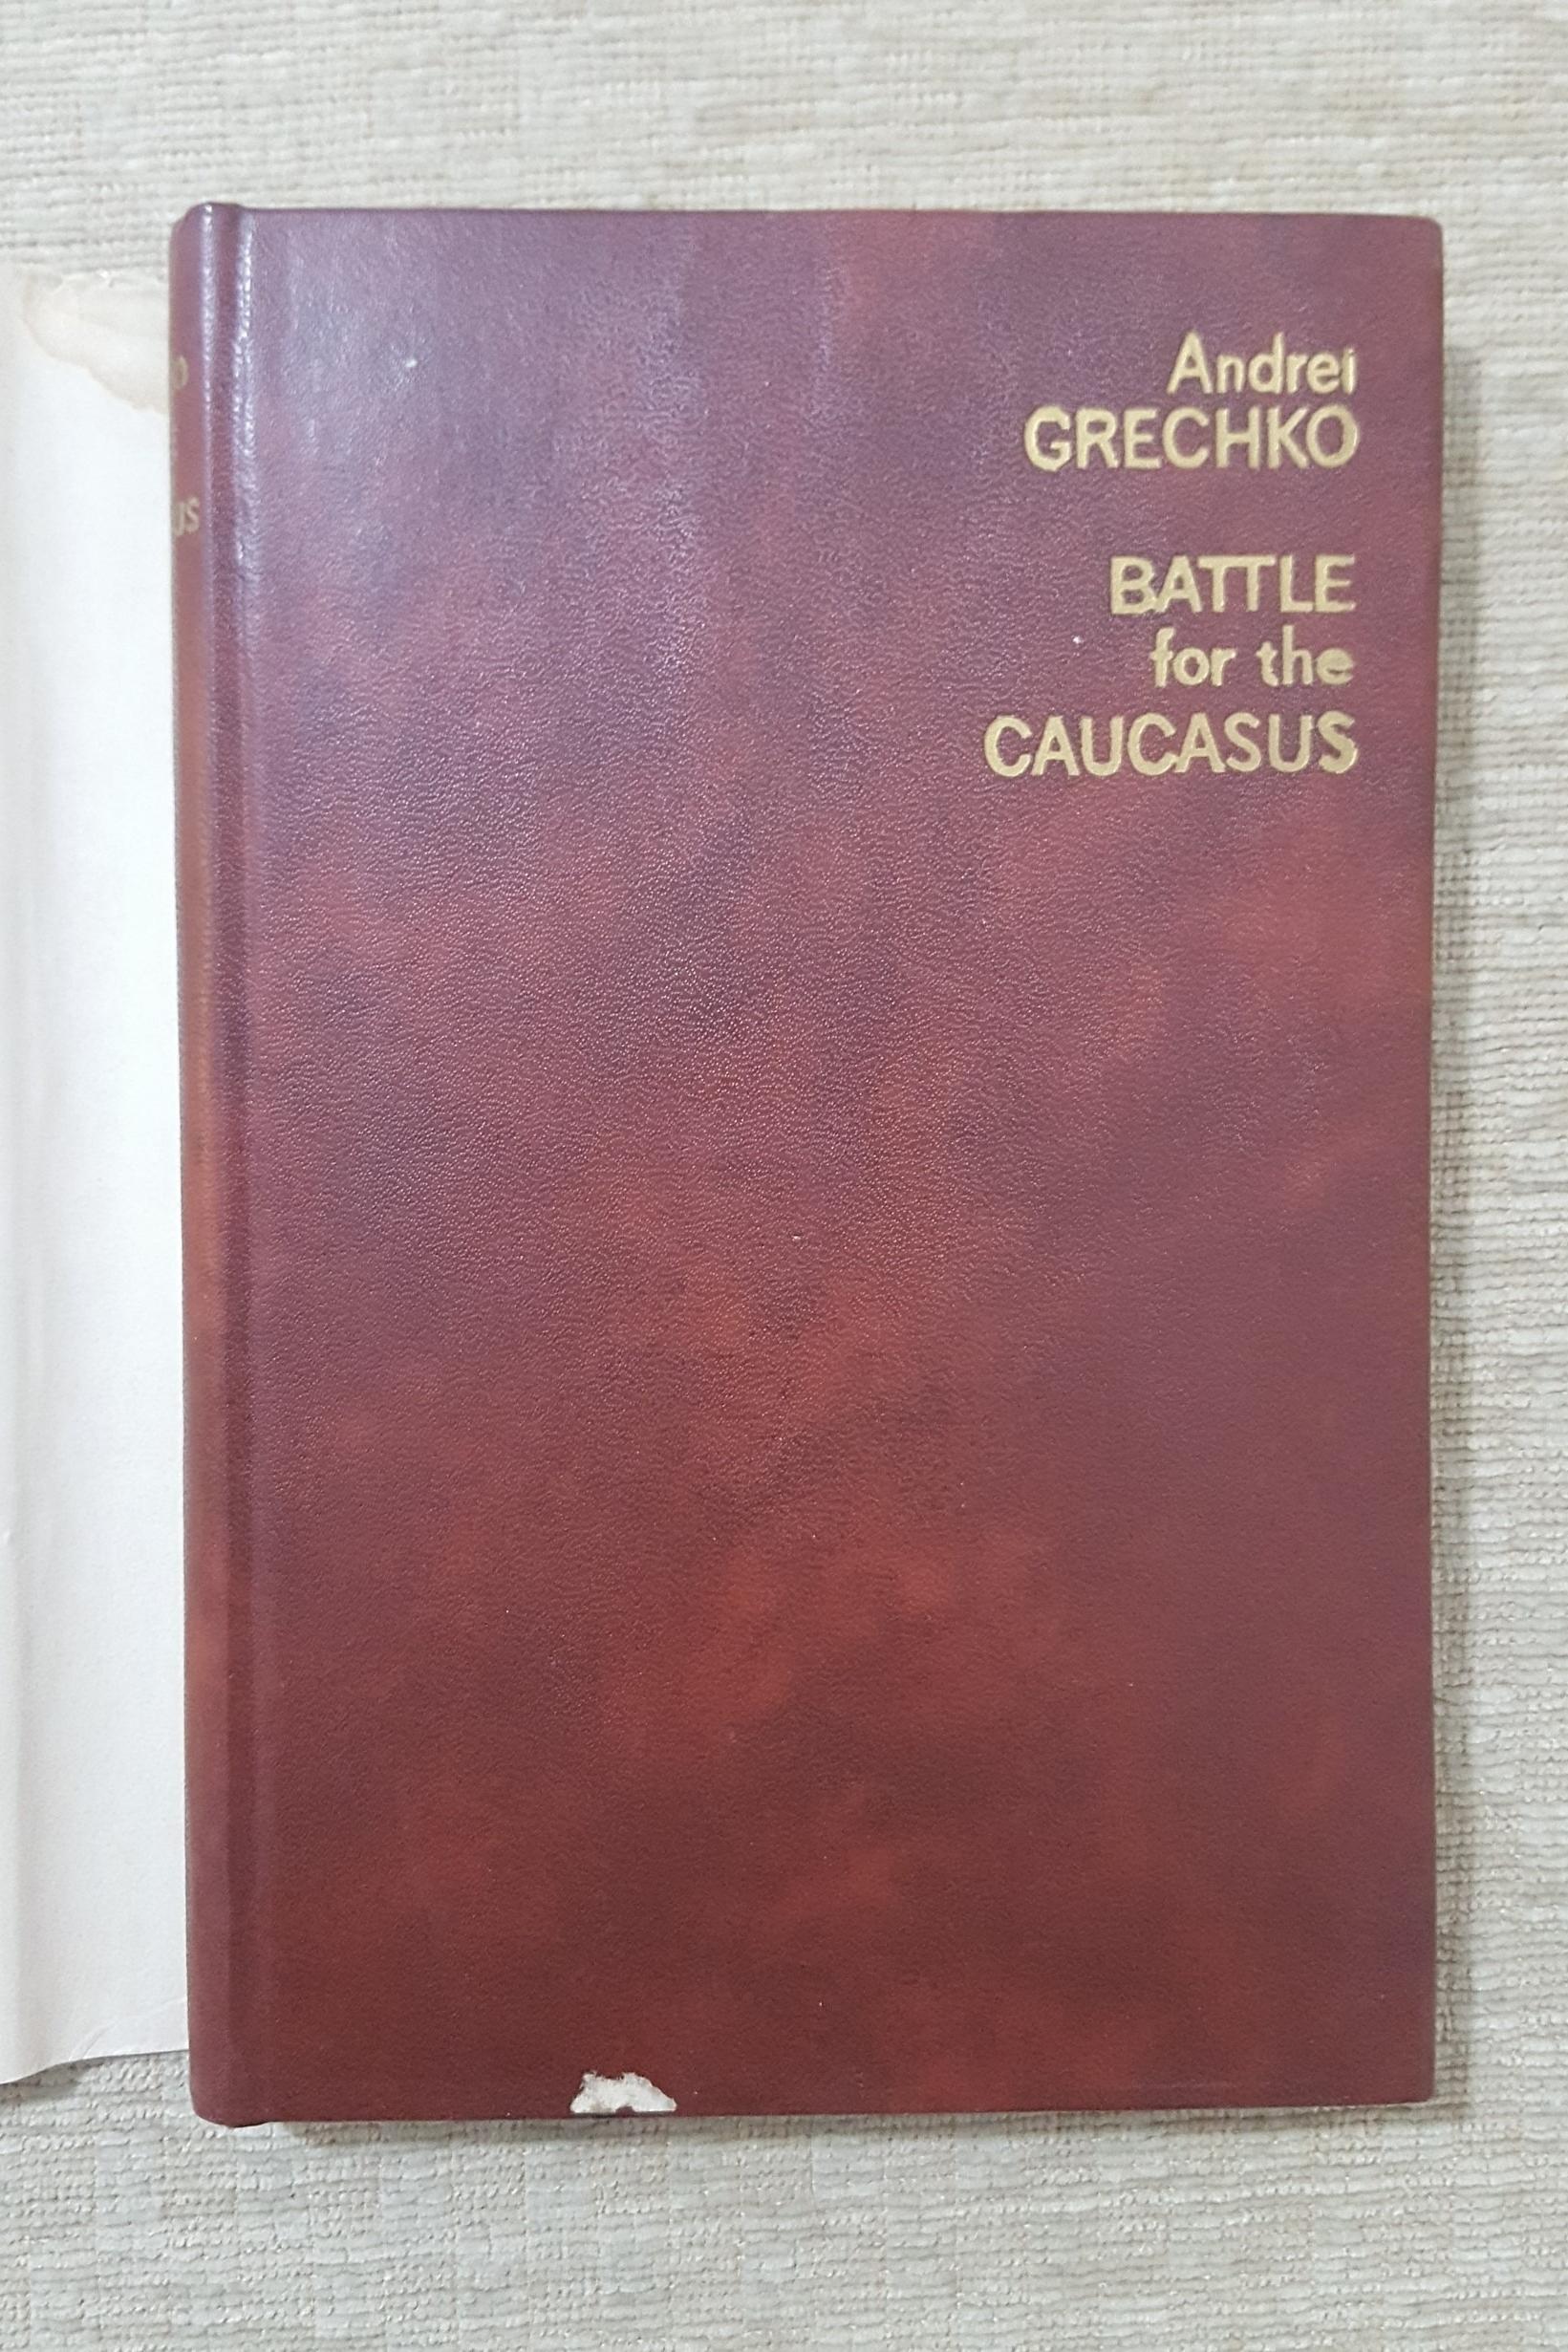 Andrei
GRECHKO
BATTLE
for the
CAUCASUS